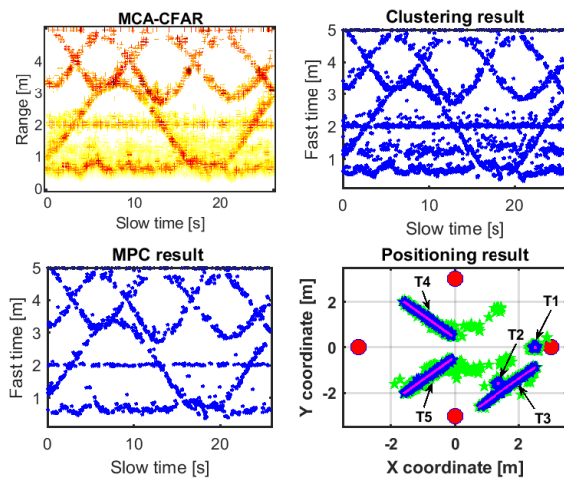 MCA-CFAR
Range [m]
4
3
2
1
0
0
10
20
Slow time [s]
Clustering result
Fast time [m]
5
4
3
2
1
0
0
10
20
Slow time [s]
MPC result
Fast time [m]
5
4
3
2
1
0
0
10
20
Slow time [s]
Positioning result
Y coordinate [m]
2
0
-2
-2
0
2
X coordinate [m]
T4
T1
T2
T5
T3